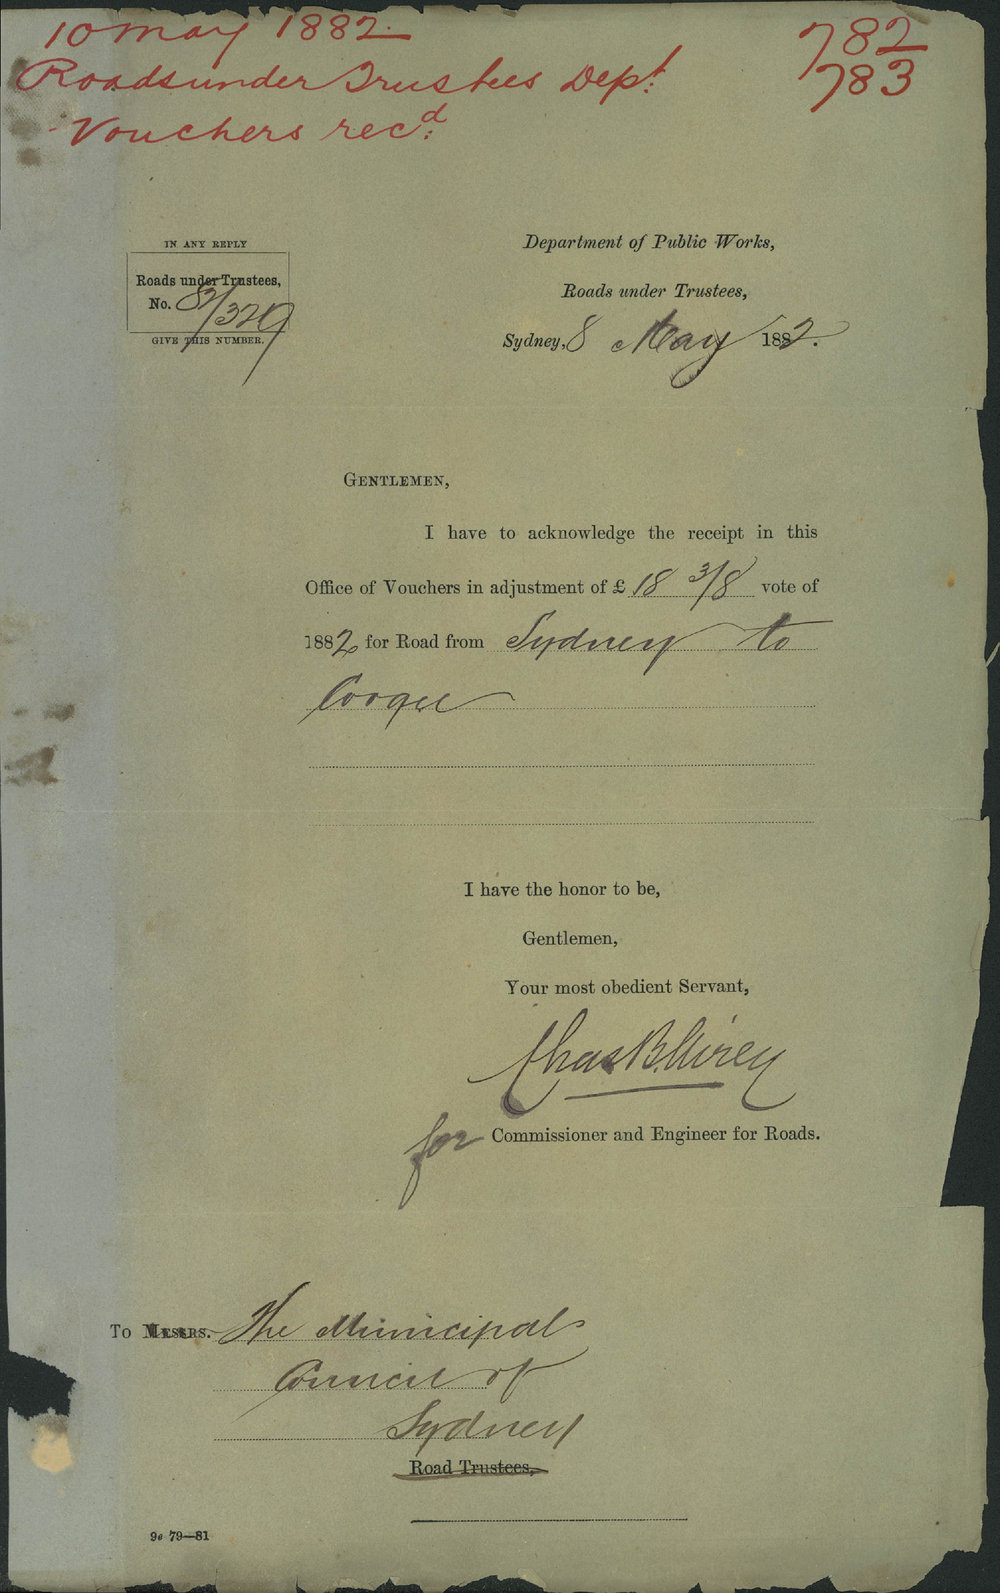 10 May 1882.
782
Roads under Trustees Dept.
783
Vouchers recd.
IN ANY REPLY
Roads under Trustees,
No. 82/329
GIVE THIS NUMBER.
Department of Public Works,
Roads under Trustees,
Sydney, 8 May 1882.
GENTLEMEN,
I have to acknowledge the receipt in this
Office of Vouchers in adjustment of £ 18 3/8 vote of
1882 for Road from Sydney to
Coogee
I have the honor to be,
Gentlemen,
Your most obedient Servant,
Chas B.
for Commissioner and Engineer for Roads.
To MESSRS. The Municipal
Council of
Sydney
Road Trustees,
9e 79—81